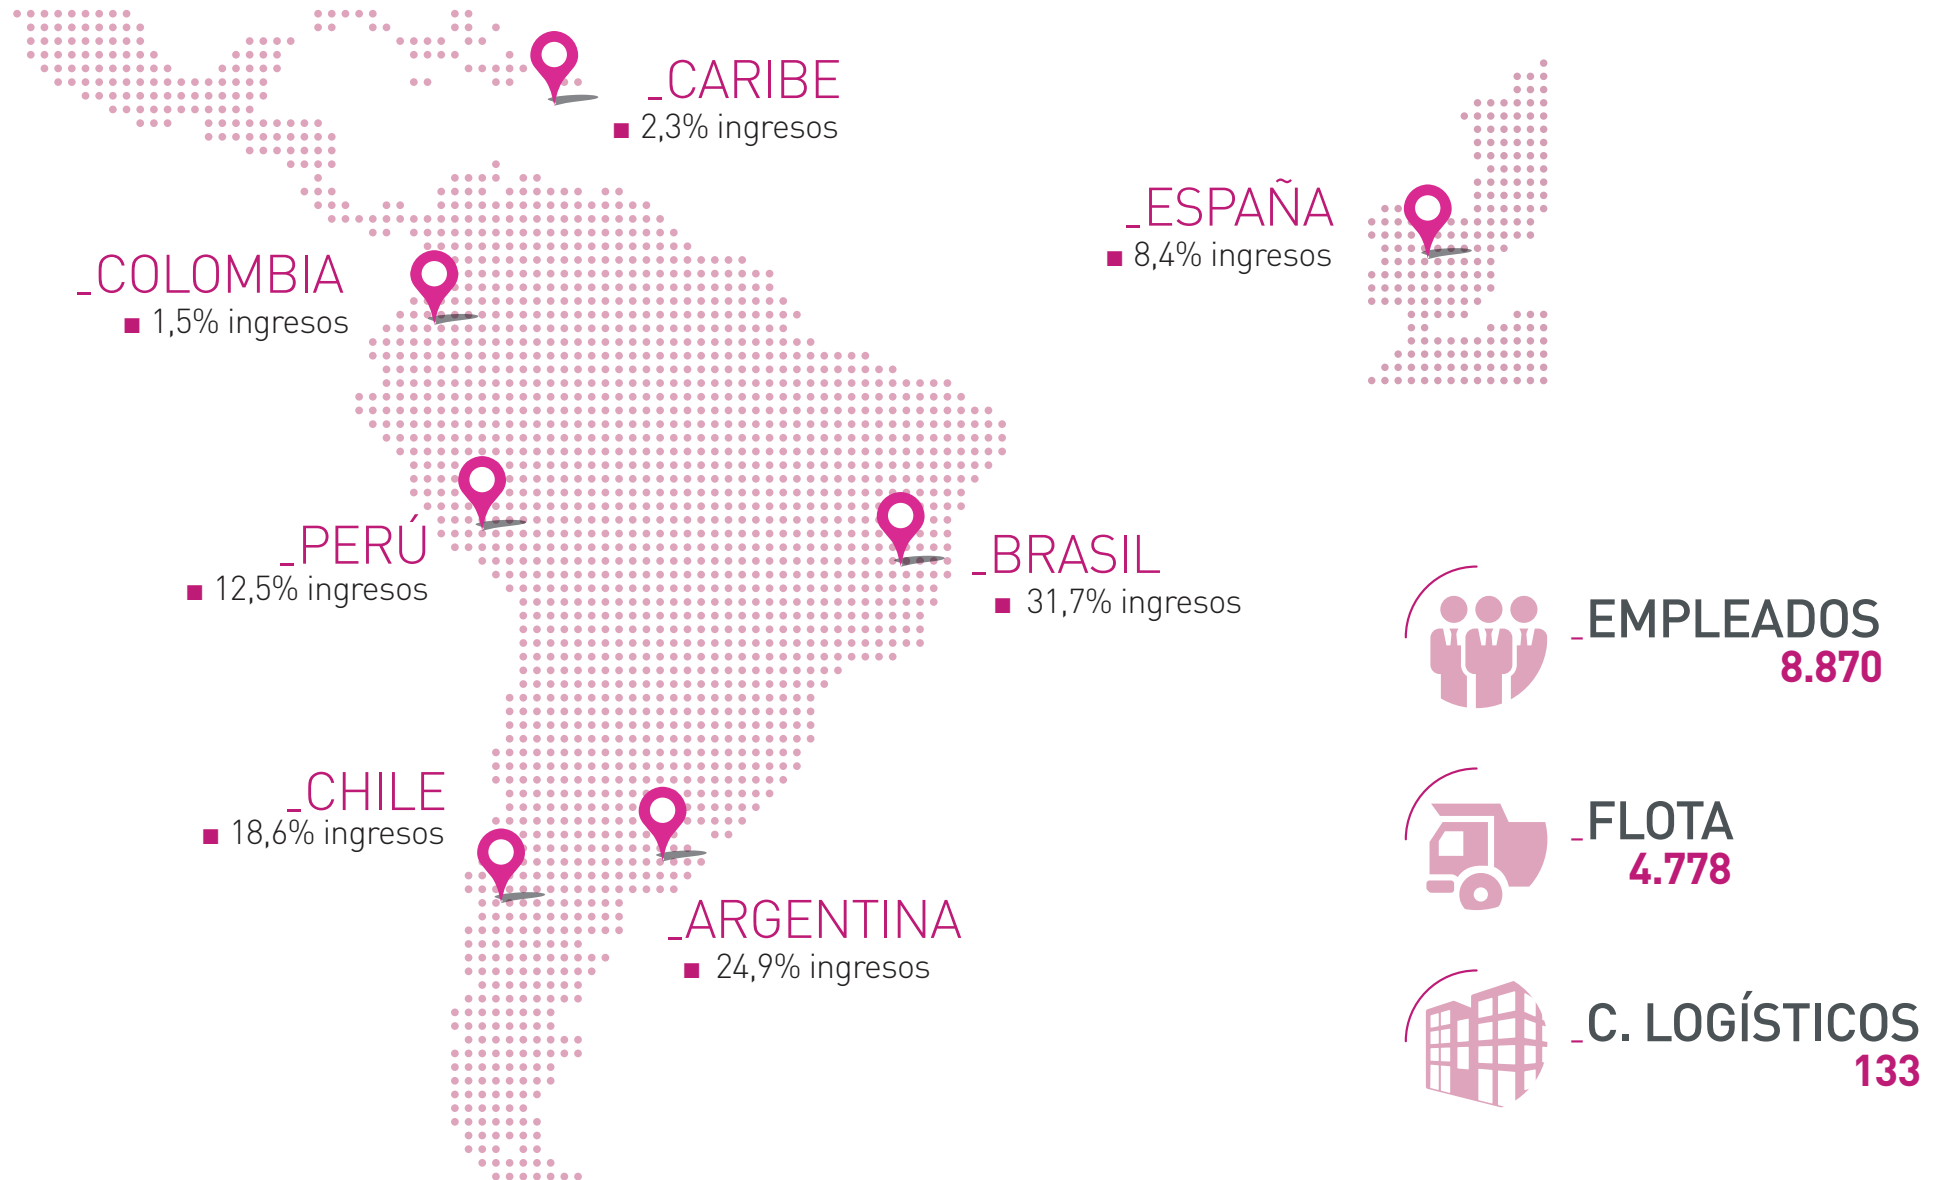 _CARIBE
2,3% ingresos
_ESPAÑA
8,4% ingresos
_COLOMBIA
1,5% ingresos
_PERÚ
12,5% ingresos
_BRASIL
31,7% ingresos
_CHILE
18,6% ingresos
_ARGENTINA
24,9% ingresos
_EMPLEADOS
8.870
_FLOTA
4.778
_C. LOGÍSTICOS
133